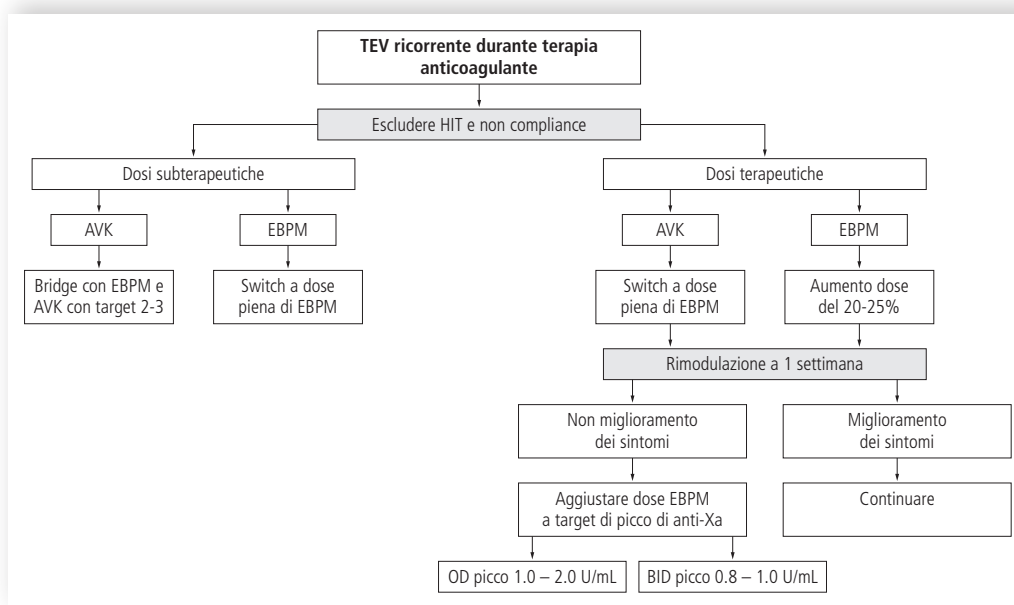 TEV ricorrente durante terapia
anticoagulante
Escludere HIT e non compliance
Dosi subterapeutiche
Dosi terapeutiche
AVK
EBPM
AVK
EBPM
Bridge con EBPM e
AVK con target 2-3
Switch a dose
piena di EBPM
Switch a dose
piena di EBPM
Aumento dose
del 20-25%
Rimodulazione a 1 settimana
Non miglioramento
dei sintomi
Miglioramento
dei sintomi
Aggiustare dose EBPM
a target di picco di anti-Xa
Continuare
OD picco 1.0 – 2.0 U/mL
BID picco 0.8 – 1.0 U/mL